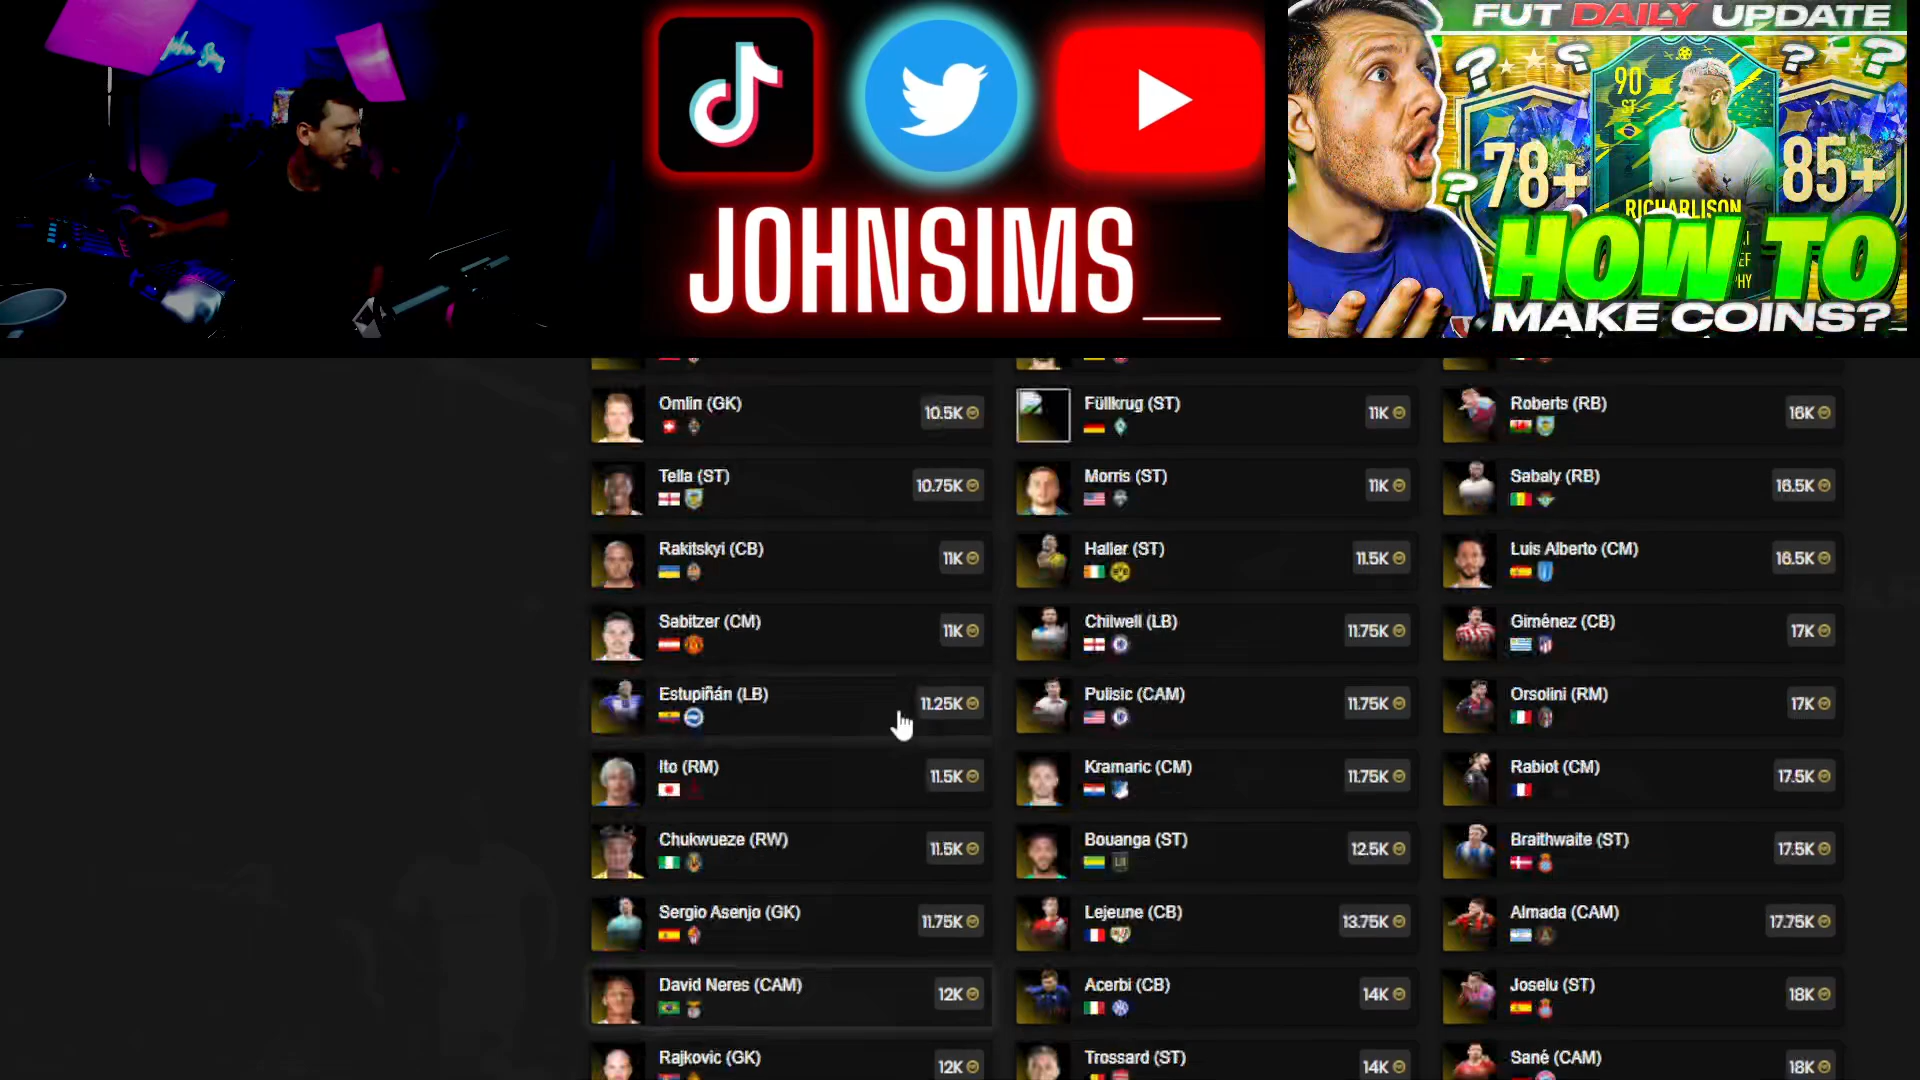 John Sims
JOHNSIMS__
FUT DAILY UPDATE
90
ST
78+
85+
RICHARLISON
HOW TO
MAKE COINS?
Omlin (GK)
10.5K
Füllkrug (ST)
11K
Roberts (RB)
16K
Tella (ST)
10.75K
Morris (ST)
11K
Sabaly (RB)
16.5K
Rakitskyi (CB)
11K
Haller (ST)
11.5K
Luis Alberto (CM)
16.5K
Sabitzer (CM)
11K
Chilwell (LB)
11.75K
Giménez (CB)
17K
Estupiñán (LB)
11.25K
Pulisic (CAM)
11.75K
Orsolini (RM)
17K
Ito (RM)
11.5K
Kramaric (CM)
11.75K
Rabiot (CM)
17.5K
Chukwueze (RW)
11.5K
Bouanga (ST)
12.5K
Braithwaite (ST)
17.5K
Sergio Asenjo (GK)
11.75K
Lejeune (CB)
13.75K
Almada (CAM)
17.75K
David Neres (CAM)
12K
Acerbi (CB)
14K
Joselu (ST)
18K
Rajkovic (GK)
12K
Trossard (ST)
14K
Sané (CAM)
18K